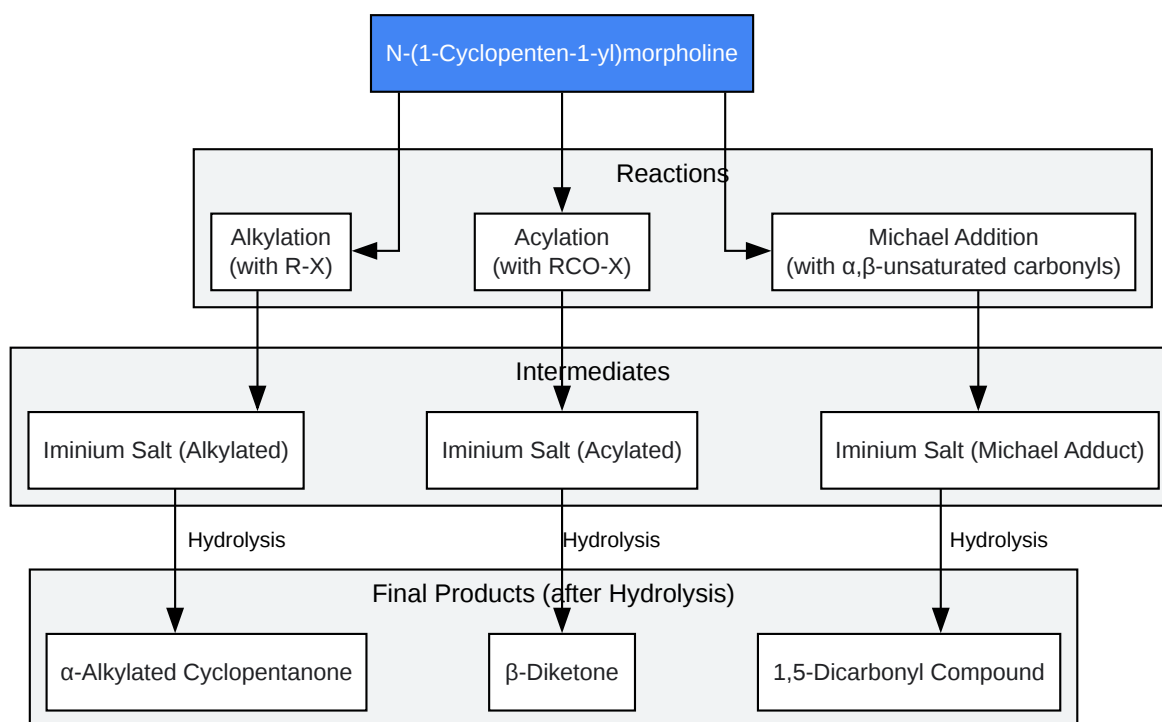 N-(1-Cyclopenten-1-yl)morpholine
Reactions
Alkylation
(with R-X)
Acylation
(with RCO-X)
Michael Addition
(with α,β-unsaturated carbonyls)
Intermediates
Iminium Salt (Alkylated)
Iminium Salt (Acylated)
Iminium Salt (Michael Adduct)
Hydrolysis
Hydrolysis
Hydrolysis
Final Products (after Hydrolysis)
α-Alkylated Cyclopentanone
β-Diketone
1,5-Dicarbonyl Compound